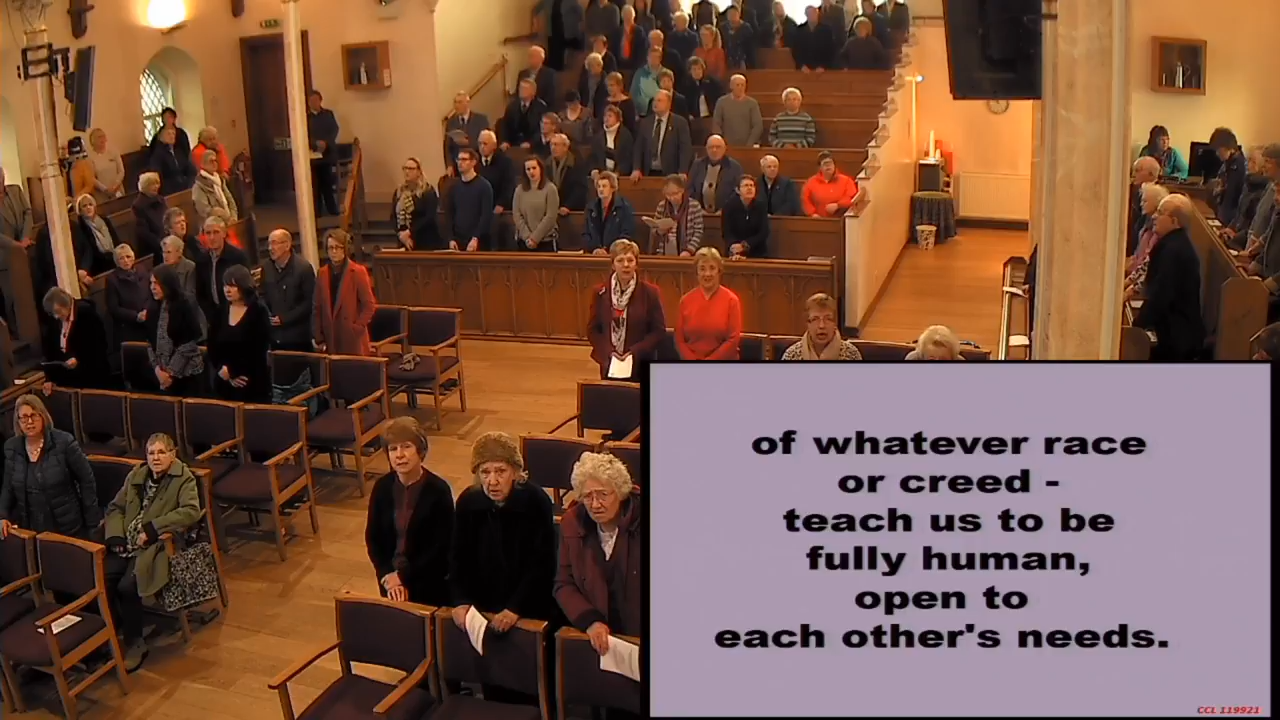 of whatever race
or creed -
teach us to be
fully human,
open to
each other's needs.
CCL 119921